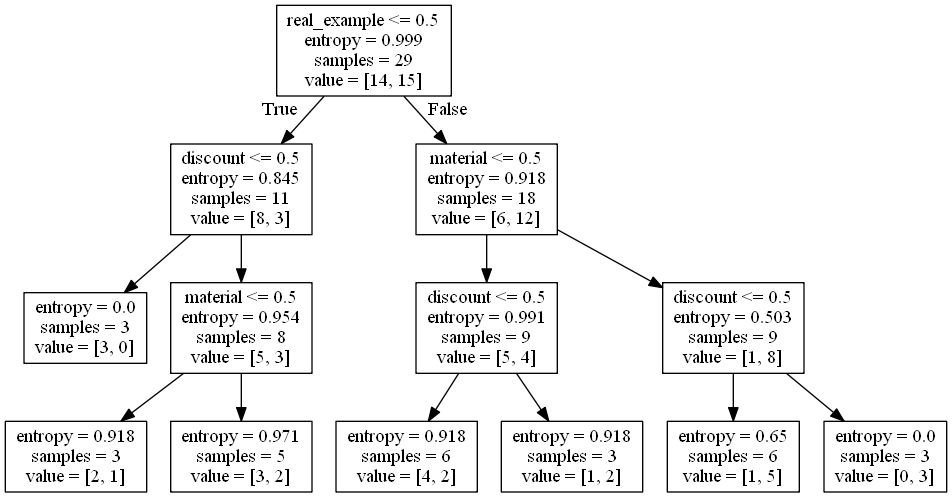 real_example <= 0.5
entropy = 0.999
samples = 29
value = [14, 15]
True
False
discount <= 0.5
entropy = 0.845
samples = 11
value = [8, 3]
material <= 0.5
entropy = 0.918
samples = 18
value = [6, 12]
entropy = 0.0
samples = 3
value = [3, 0]
material <= 0.5
entropy = 0.954
samples = 8
value = [5, 3]
discount <= 0.5
entropy = 0.991
samples = 9
value = [5, 4]
discount <= 0.5
entropy = 0.503
samples = 9
value = [1, 8]
entropy = 0.918
samples = 3
value = [2, 1]
entropy = 0.971
samples = 5
value = [3, 2]
entropy = 0.918
samples = 6
value = [4, 2]
entropy = 0.918
samples = 3
value = [1, 2]
entropy = 0.65
samples = 6
value = [1, 5]
entropy = 0.0
samples = 3
value = [0, 3]